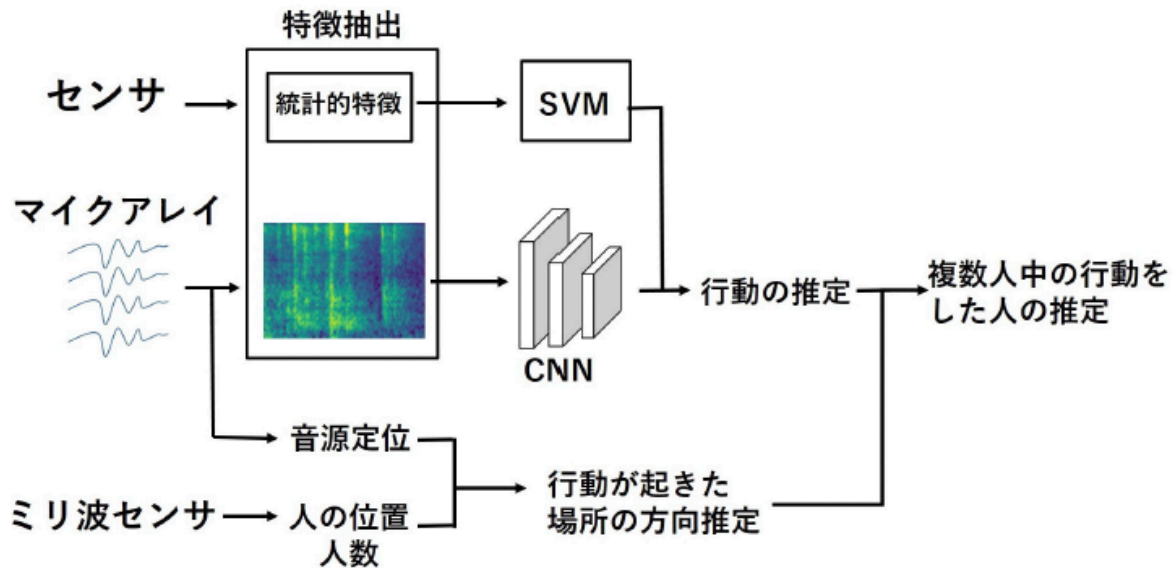 特徴抽出
センサ
統計的特徴
SVM
マイクアレイ
CNN
行動の推定
複数人中の行動を
した人の推定
音源定位
ミリ波センサ
人の位置
人数
行動が起きた
場所の方向推定